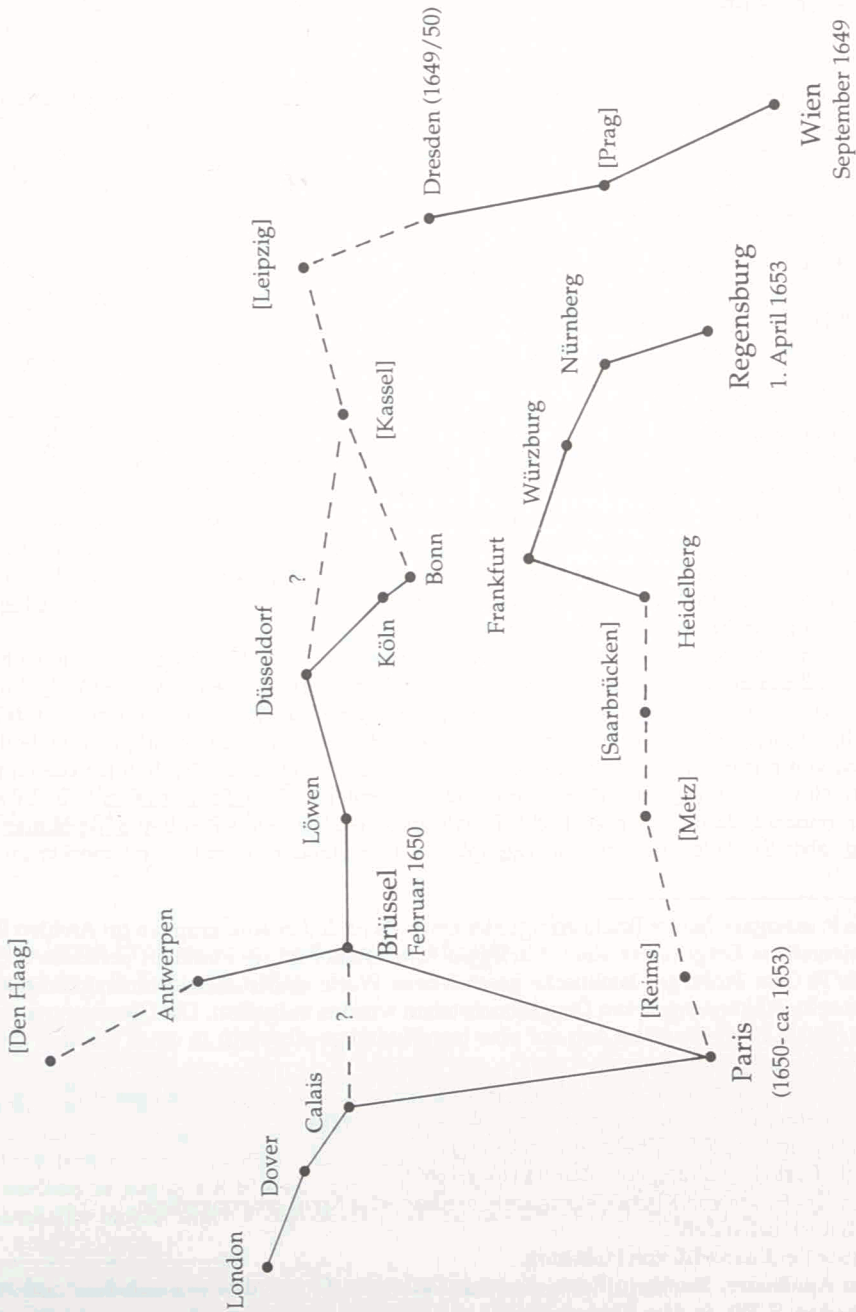 [Den Haag]
Antwerpen
London
Dover
Calais
?
Brüssel
Februar 1650
Löwen
Düsseldorf
?
Köln
Bonn
[Kassel]
[Leipzig]
Dresden (1649/50)
[Prag]
Wien
September 1649
Paris
(1650- ca. 1653)
[Reims]
[Metz]
[Saarbrücken]
Heidelberg
Frankfurt
Würzburg
Nürnberg
Regensburg
1. April 1653